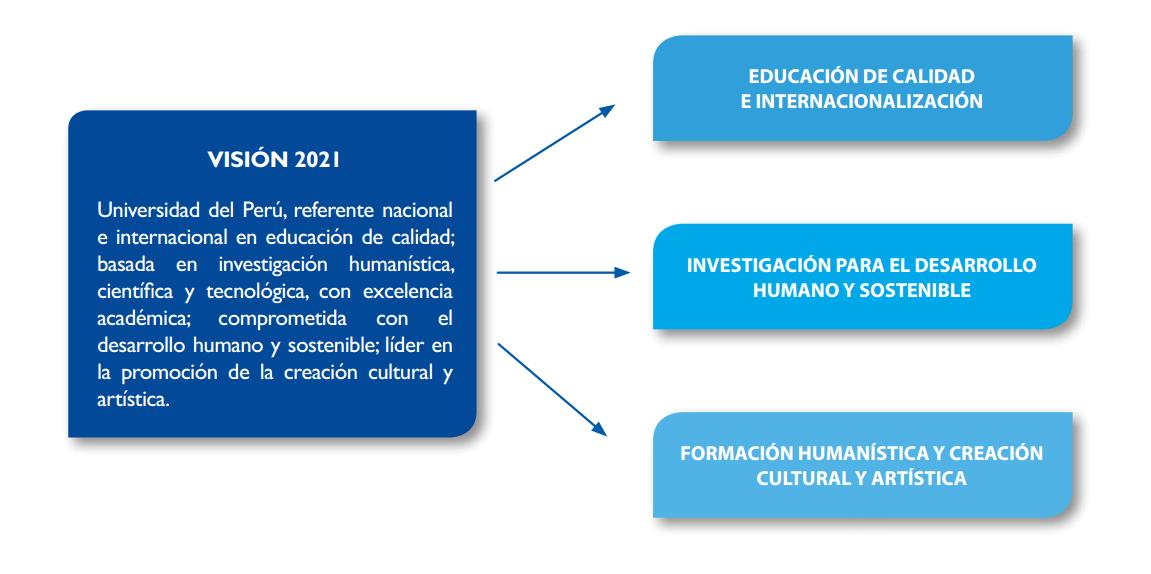 VISIÓN 2021
Universidad del Perú, referente nacional
e internacional en educación de calidad;
basada en investigación humanística,
científica y tecnológica, con excelencia
académica; comprometida con el
desarrollo humano y sostenible; líder en
la promoción de la creación cultural y
artística.
EDUCACIÓN DE CALIDAD
E INTERNACIONALIZACIÓN
INVESTIGACIÓN PARA EL DESARROLLO
HUMANO Y SOSTENIBLE
FORMACIÓN HUMANÍSTICA Y CREACIÓN
CULTURAL Y ARTÍSTICA